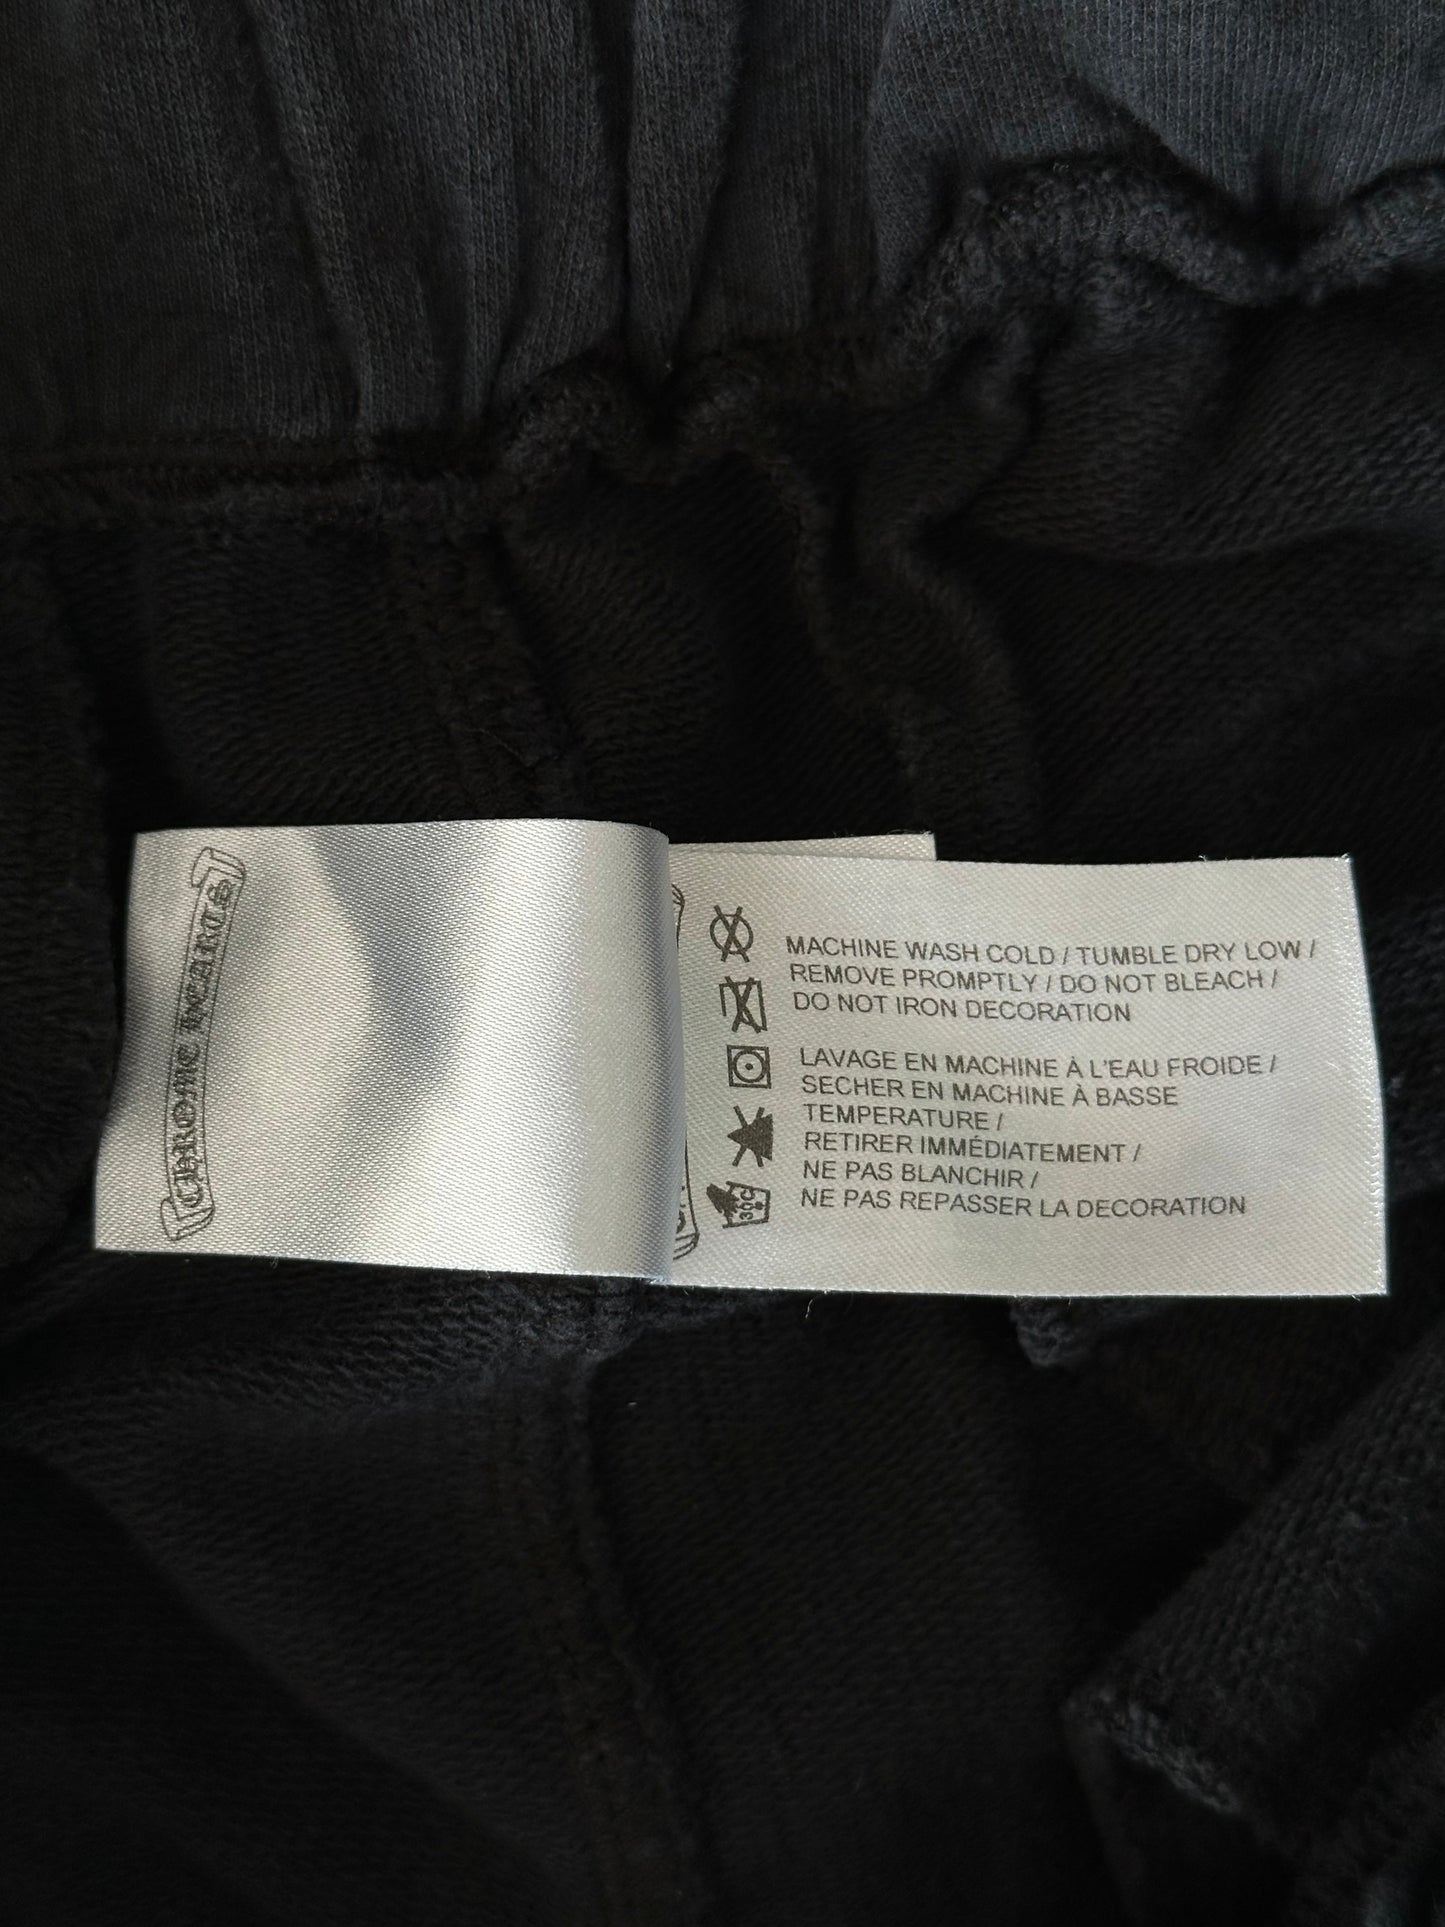 CHROME HEARTS
MACHINE WASH COLD / TUMBLE DRY LOW /
REMOVE PROMPTLY / DO NOT BLEACH /
DO NOT IRON DECORATION
LAVAGE EN MACHINE À L'EAU FROIDE /
SECHER EN MACHINE À BASSE
TEMPERATURE /
RETIRER IMMÉDIATEMENT /
NE PAS BLANCHIR /
NE PAS REPASSER LA DECORATION
30C